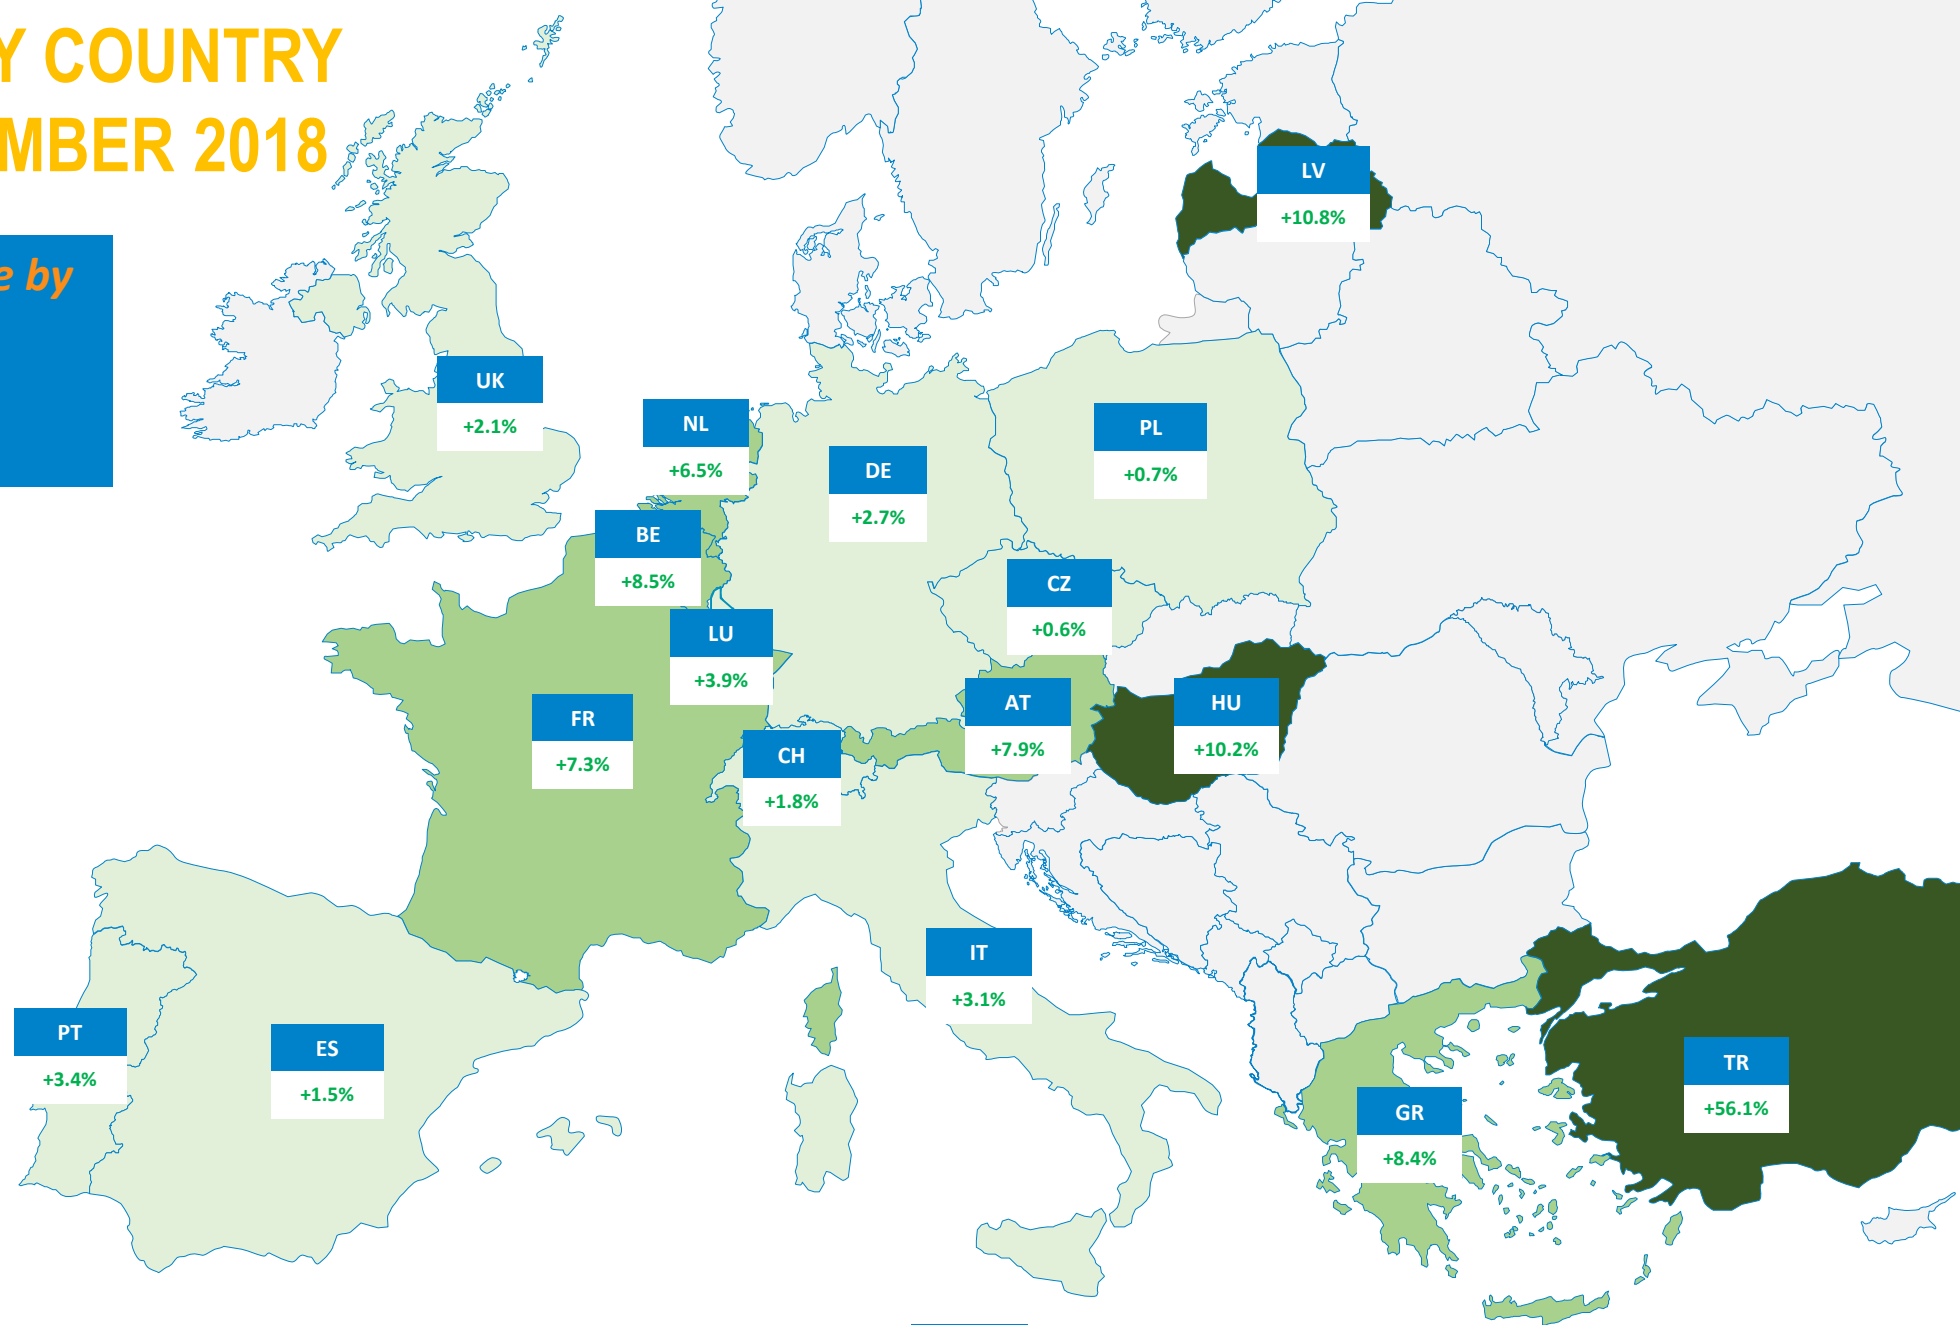 Y COUNTRY
MBER 2018
e by
LV
+10.8%
UK
+2.1%
NL
+6.5%
PL
+0.7%
DE
+2.7%
BE
+8.5%
CZ
+0.6%
LU
+3.9%
FR
+7.3%
AT
+7.9%
HU
+10.2%
CH
+1.8%
IT
+3.1%
PT
+3.4%
ES
+1.5%
TR
+56.1%
GR
+8.4%